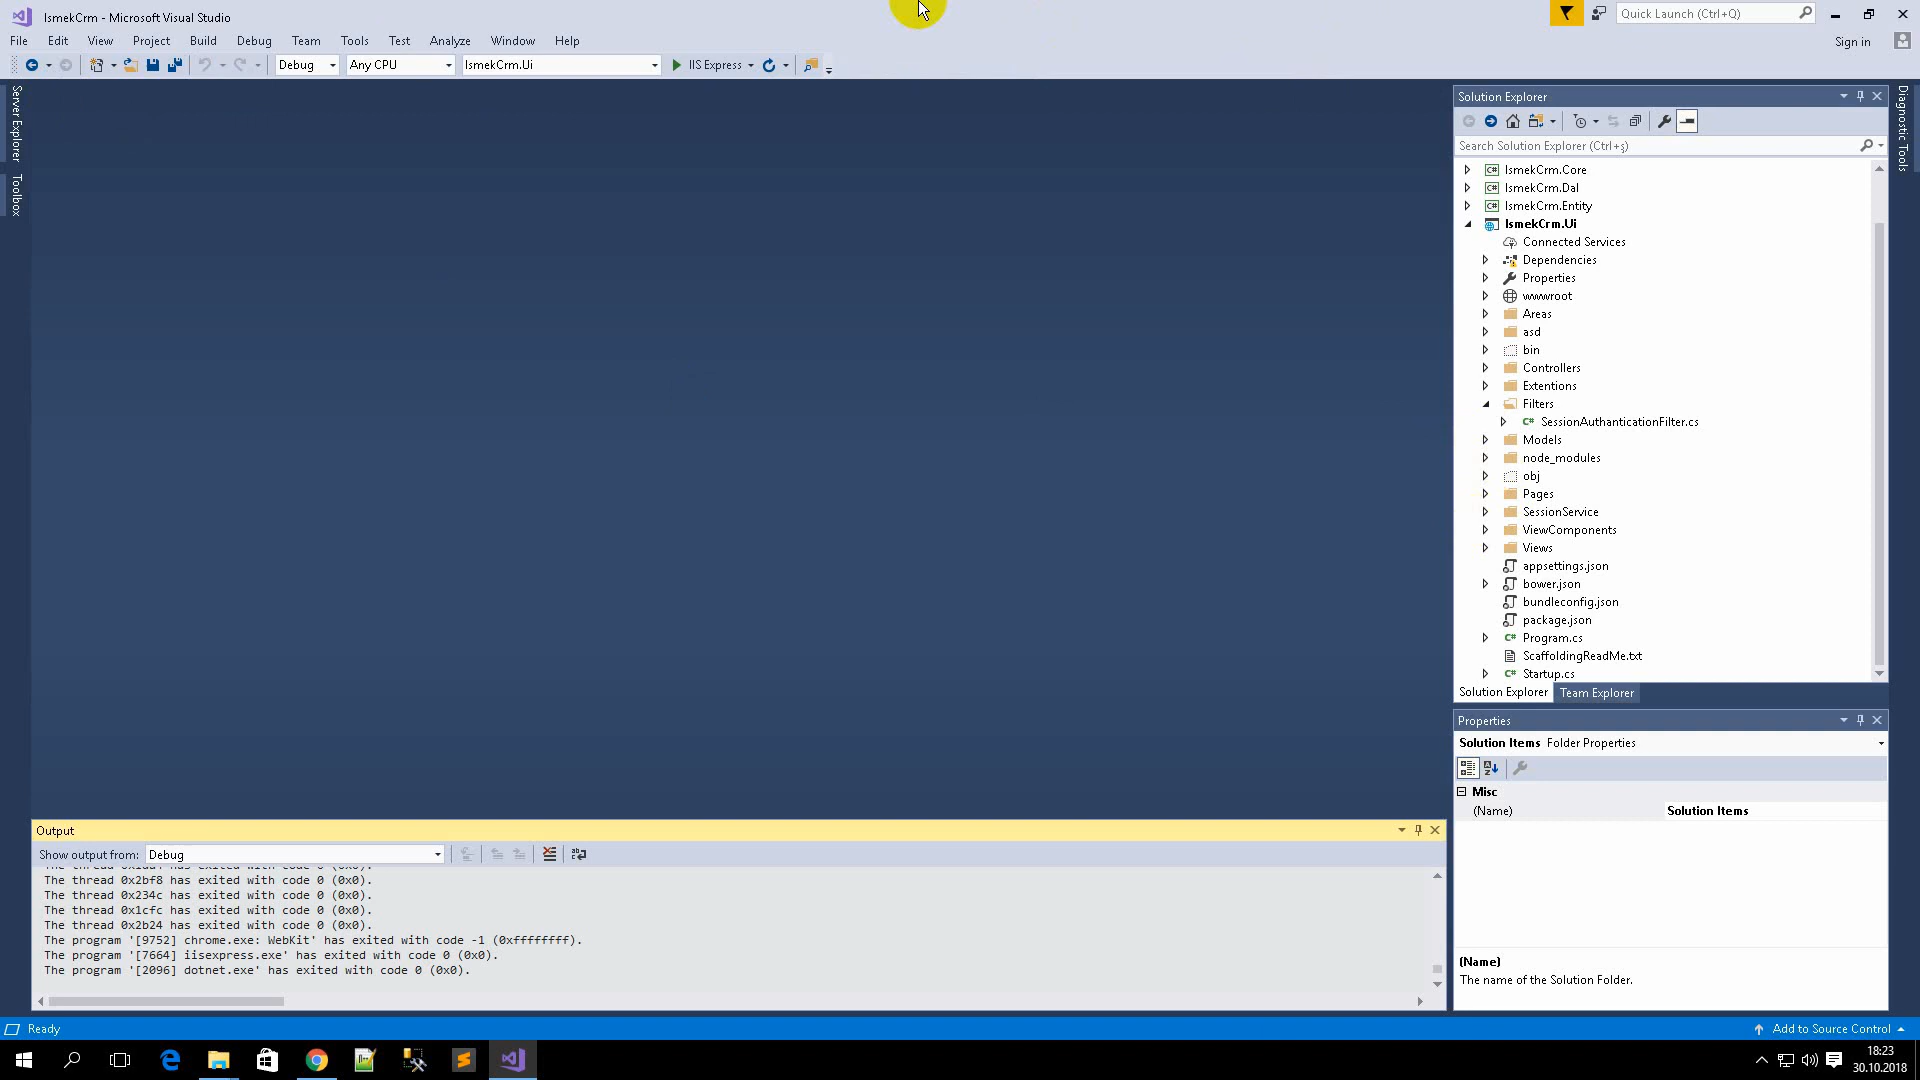 IsmekCrm - Microsoft Visual Studio
Quick Launch (Ctrl+Q)
File Edit View Project Build Debug Team Tools Test Analyze Window Help
Sign in
Debug Any CPU IsmekCrm.Ui IIS Express
Server Explorer
Toolbox
Solution Explorer
Search Solution Explorer (Ctrl+ş)
IsmekCrm.Core
IsmekCrm.Dal
IsmekCrm.Entity
IsmekCrm.Ui
Connected Services
Dependencies
Properties
wwwroot
Areas
asd
bin
Controllers
Extentions
Filters
SessionAuthanticationFilter.cs
Models
node_modules
obj
Pages
SessionService
ViewComponents
Views
appsettings.json
bower.json
bundleconfig.json
package.json
Program.cs
ScaffoldingReadMe.txt
Startup.cs
Solution Explorer Team Explorer
Diagnostic Tools
Properties
Solution Items Folder Properties
Misc
(Name) Solution Items
(Name)
The name of the Solution Folder.
Output
Show output from: Debug
The thread 0x2bf8 has exited with code 0 (0x0).
The thread 0x234c has exited with code 0 (0x0).
The thread 0x1cfc has exited with code 0 (0x0).
The thread 0x2b24 has exited with code 0 (0x0).
The program '[9752] chrome.exe: WebKit' has exited with code -1 (0xffffffff).
The program '[7664] iisexpress.exe' has exited with code 0 (0x0).
The program '[2096] dotnet.exe' has exited with code 0 (0x0).
Ready
Add to Source Control
18:23
30.10.2018